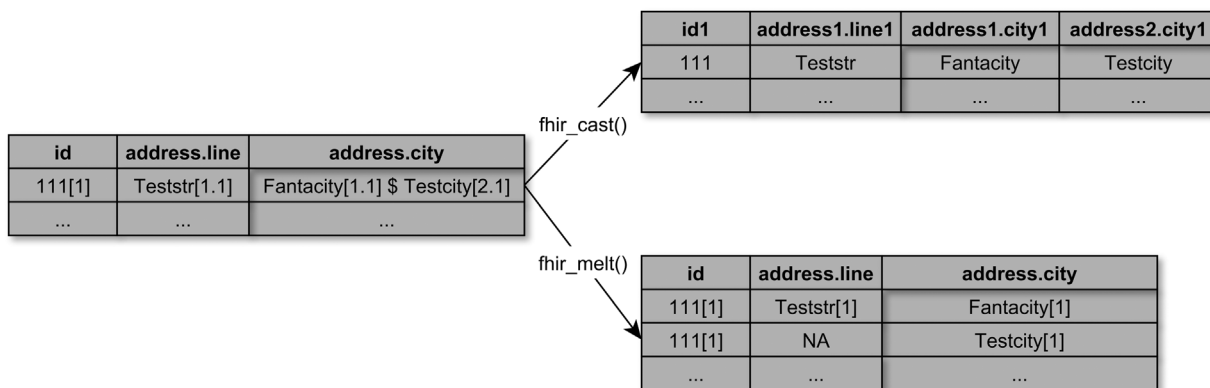 id1 address1.line1 address1.city1 address2.city1
111 Teststr Fantacity Testcity
... ... ... ...
fhir_cast()
id address.line address.city
111[1] Teststr[1.1] Fantacity[1.1] $ Testcity[2.1]
... ... ...
fhir_melt()
id address.line address.city
111[1] Teststr[1] Fantacity[1]
111[1] NA Testcity[1]
... ... ...